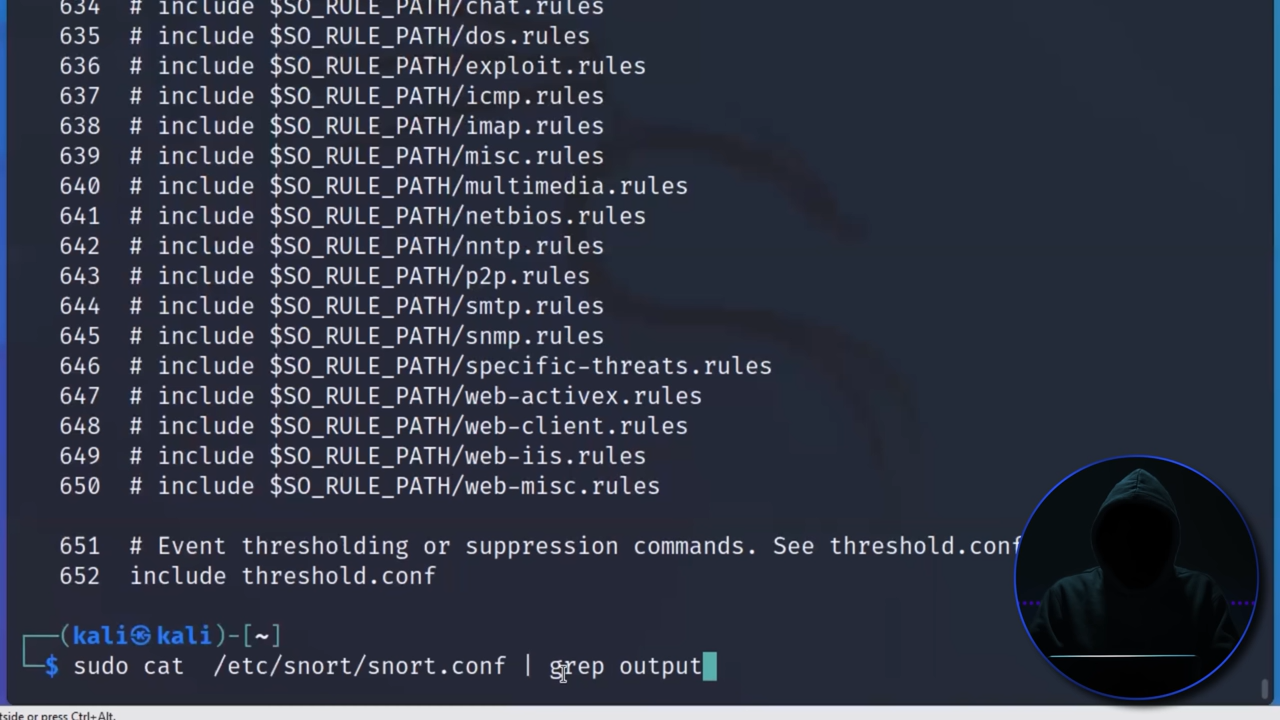 634 # include $SO_RULE_PATH/chat.rules
635 # include $SO_RULE_PATH/dos.rules
636 # include $SO_RULE_PATH/exploit.rules
637 # include $SO_RULE_PATH/icmp.rules
638 # include $SO_RULE_PATH/imap.rules
639 # include $SO_RULE_PATH/misc.rules
640 # include $SO_RULE_PATH/multimedia.rules
641 # include $SO_RULE_PATH/netbios.rules
642 # include $SO_RULE_PATH/nntp.rules
643 # include $SO_RULE_PATH/p2p.rules
644 # include $SO_RULE_PATH/smtp.rules
645 # include $SO_RULE_PATH/snmp.rules
646 # include $SO_RULE_PATH/specific-threats.rules
647 # include $SO_RULE_PATH/web-activex.rules
648 # include $SO_RULE_PATH/web-client.rules
649 # include $SO_RULE_PATH/web-iis.rules
650 # include $SO_RULE_PATH/web-misc.rules
651 # Event thresholding or suppression commands. See threshold.conf
652 include threshold.conf
┌──(kali㉿kali)-[~]
└─$ sudo cat  /etc/snort/snort.conf | grep output
tside or press Ctrl+Alt.